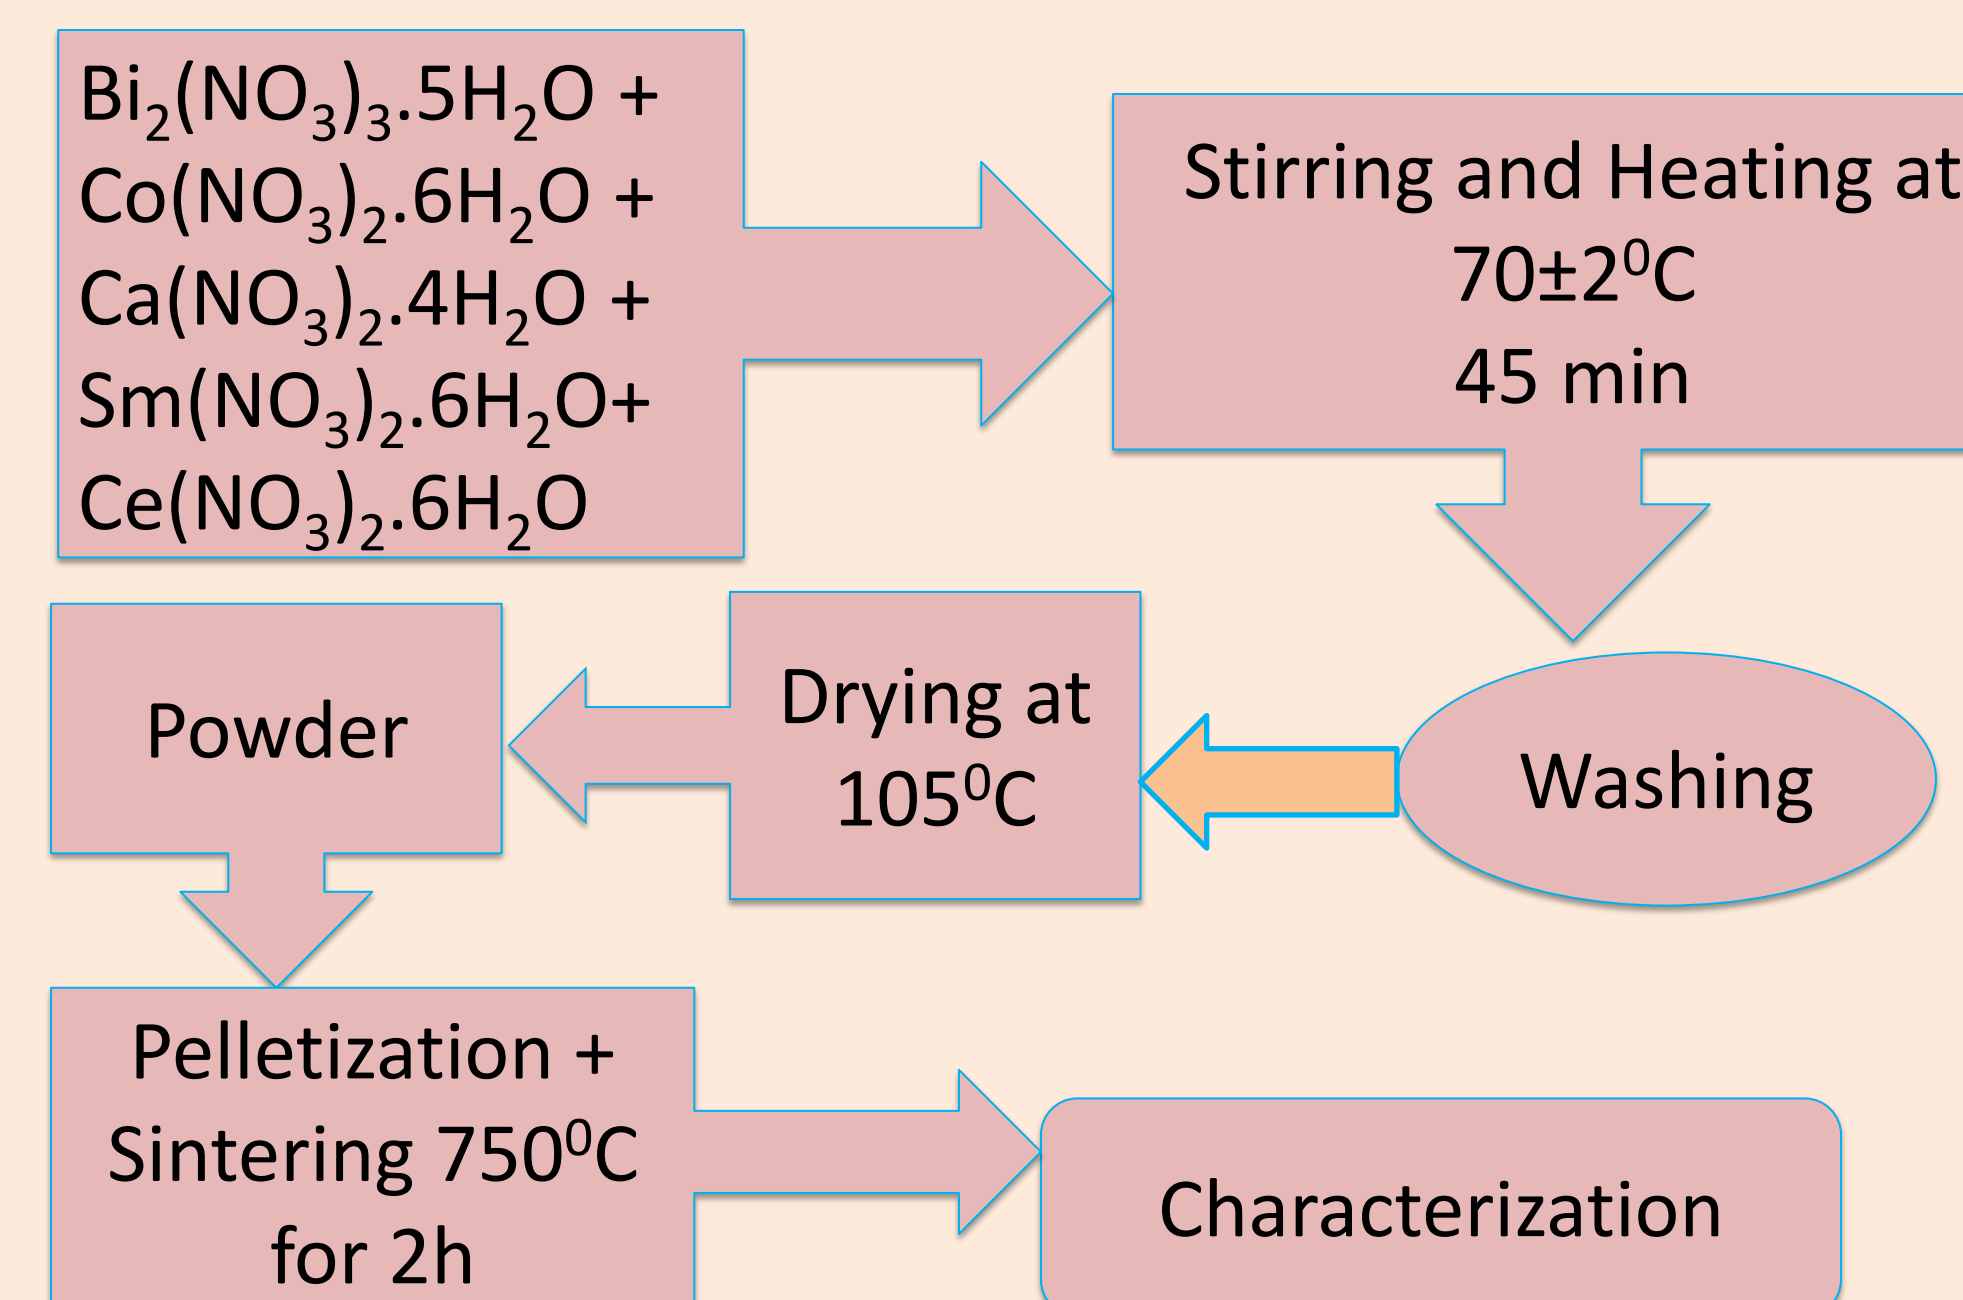 Bi₂(NO₃)₃.5H₂O +
Co(NO₃)₂.6H₂O +
Ca(NO₃)₂.4H₂O +
Sm(NO₃)₂.6H₂O+
Ce(NO₃)₂.6H₂O
Stirring and Heating at
70±2⁰C
45 min
Washing
Drying at
105⁰C
Powder
Pelletization +
Sintering 750⁰C
for 2h
Characterization